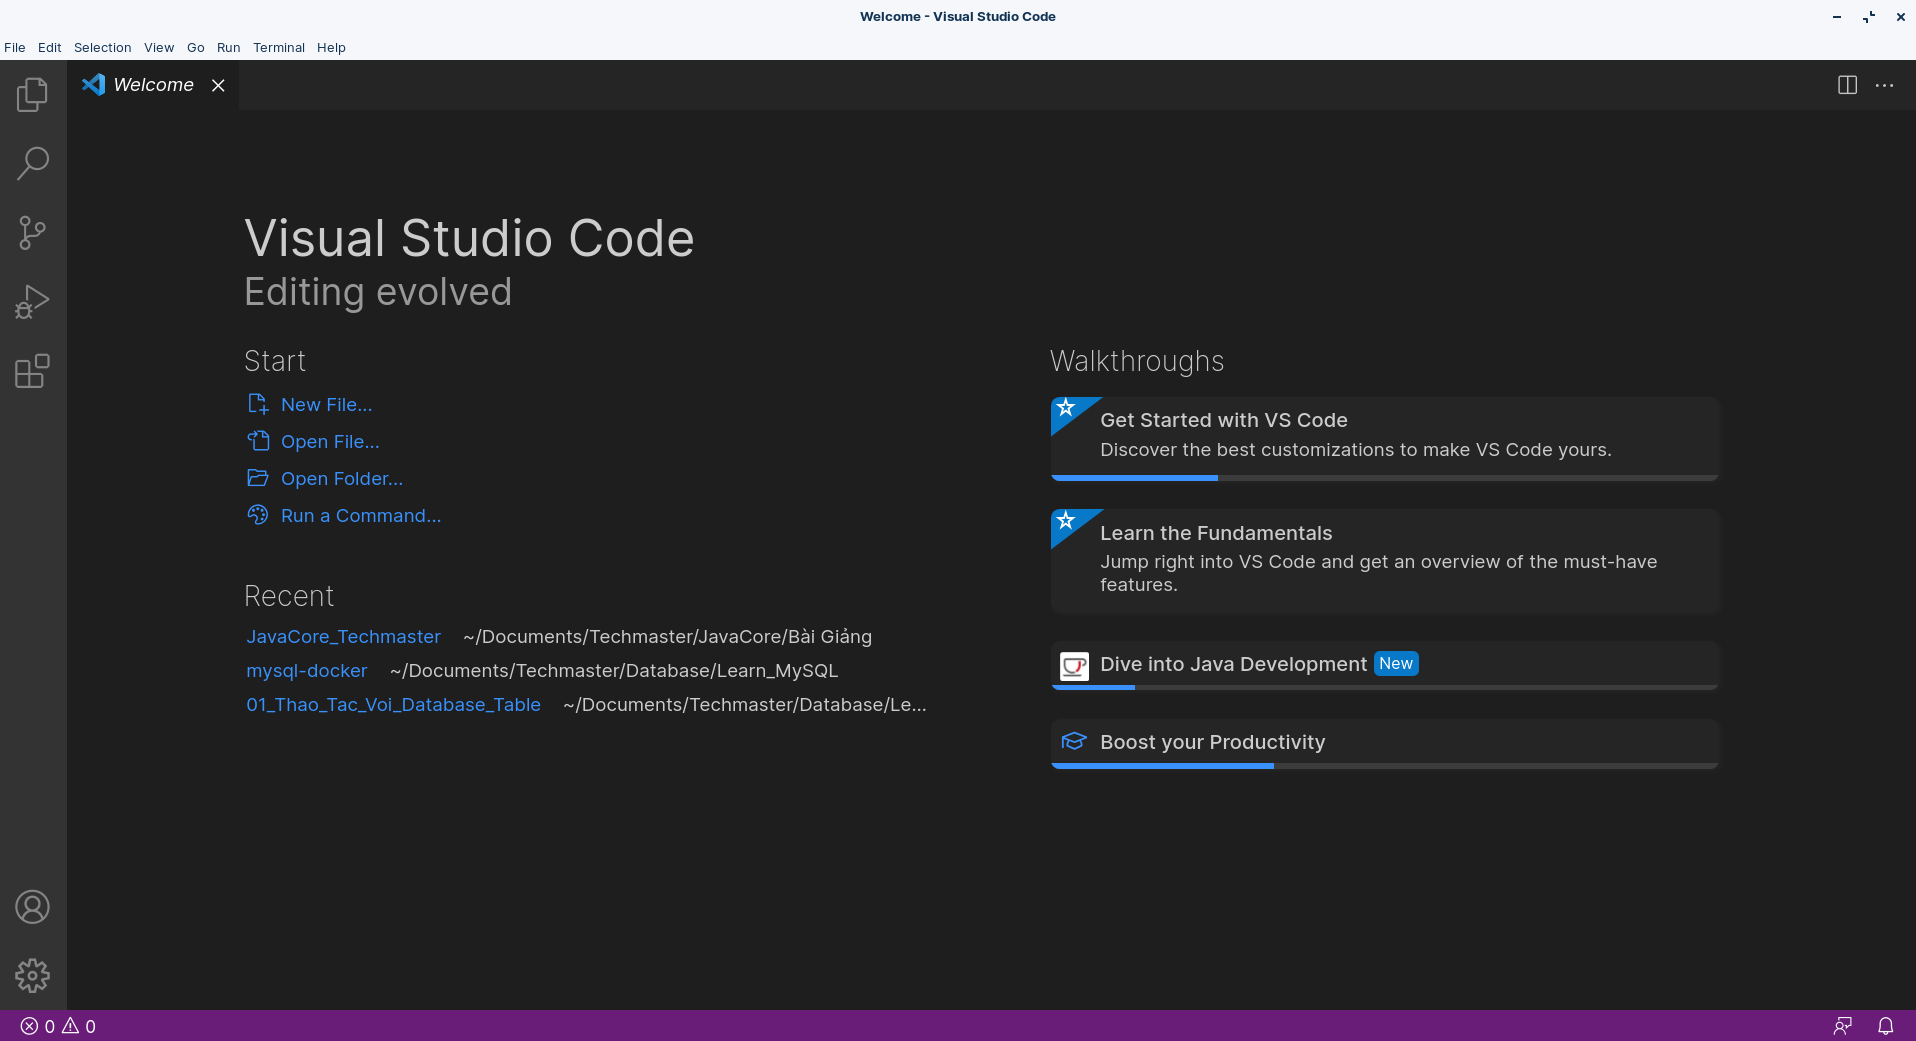 Welcome - Visual Studio Code
File Edit Selection View Go Run Terminal Help
Welcome
Visual Studio Code
Editing evolved
Start
New File...
Open File...
Open Folder...
Run a Command...
Recent
JavaCore_Techmaster ~/Documents/Techmaster/JavaCore/Bài Giảng
mysql-docker ~/Documents/Techmaster/Database/Learn_MySQL
01_Thao_Tac_Voi_Database_Table ~/Documents/Techmaster/Database/Le...
Walkthroughs
Get Started with VS Code
Discover the best customizations to make VS Code yours.
Learn the Fundamentals
Jump right into VS Code and get an overview of the must-have
features.
Dive into Java Development New
Boost your Productivity
0 0